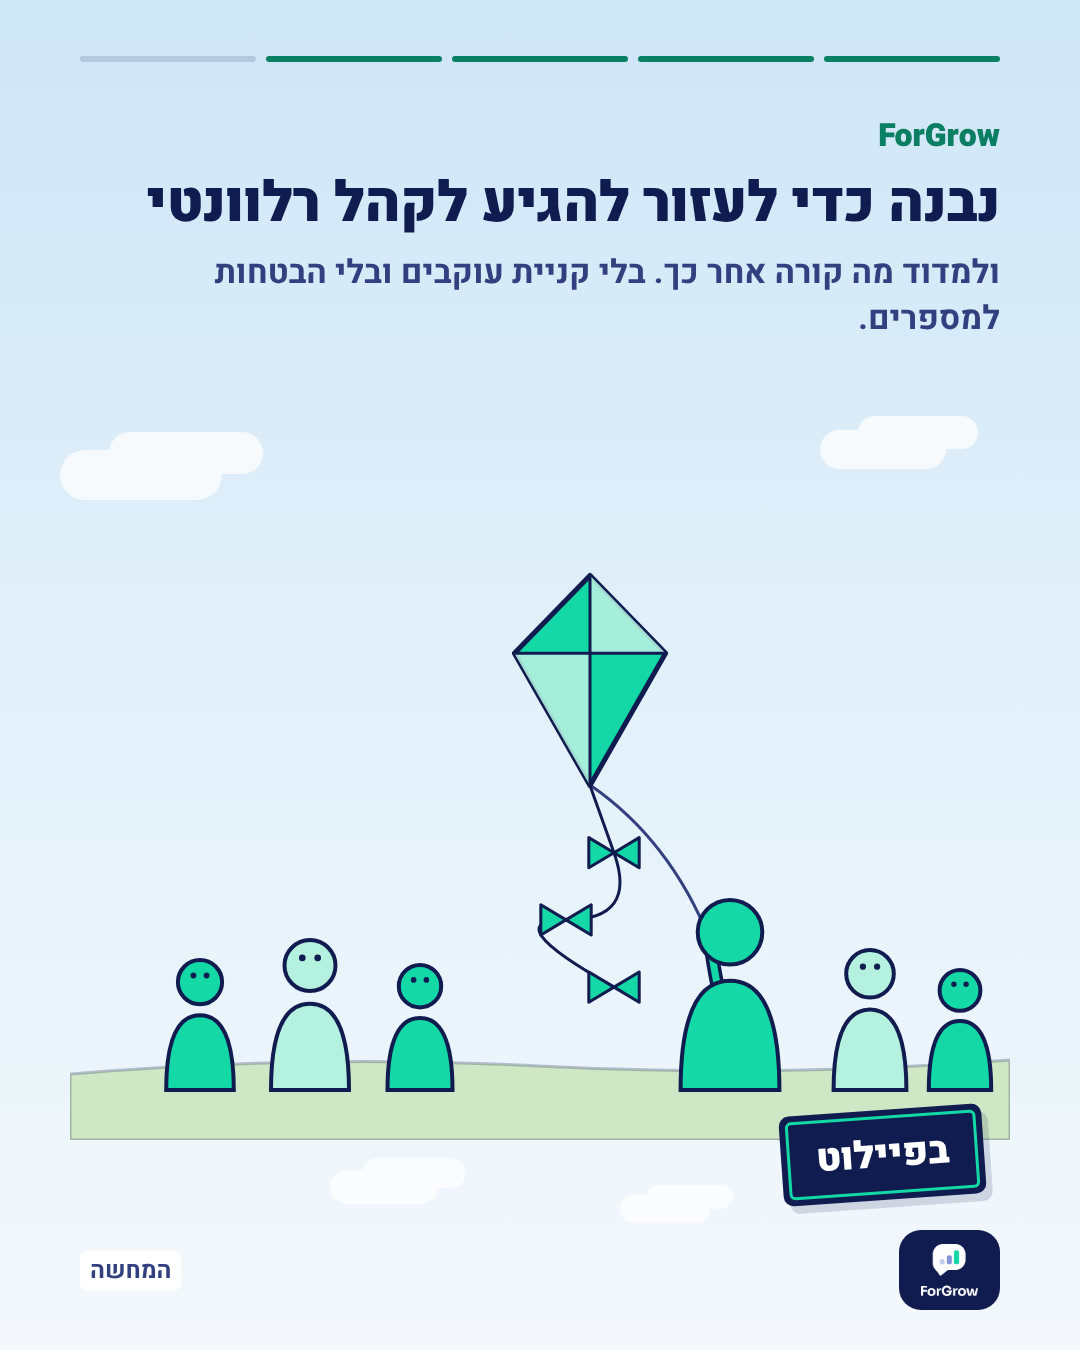 ForGrow
נבנה כדי לעזור להגיע לקהל רלוונטי
ולמדוד מה קורה אחר כך. בלי קניית עוקבים ובלי הבטחות
למספרים.
בפיילוט
המחשה
ForGrow